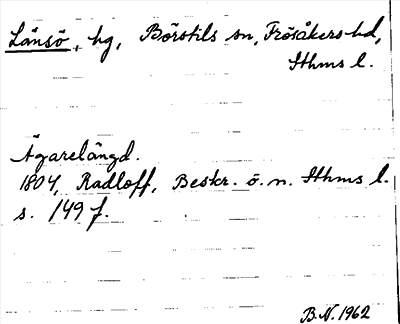 Länsö, hg, Börstils sn, Frösåkers hd,
Sthms l.
Ägarelängd.
1804, Radloff, Beskr. ö. n. Sthms l.
s. 149 f.
B.N. 1962